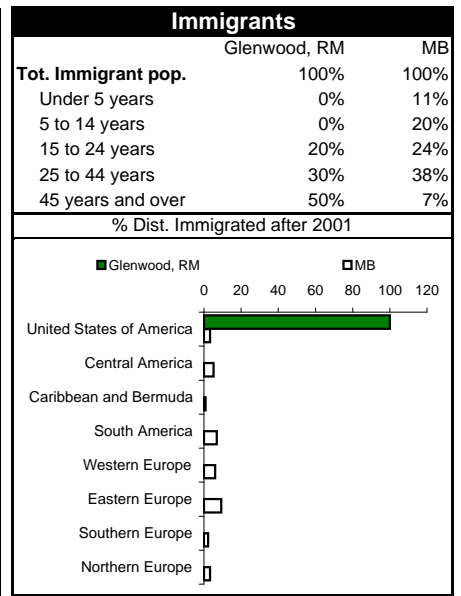 Immigrants
Glenwood, RM MB
Tot. Immigrant pop. 100% 100%
Under 5 years 0% 11%
5 to 14 years 0% 20%
15 to 24 years 20% 24%
25 to 44 years 30% 38%
45 years and over 50% 7%
% Dist. Immigrated after 2001
Glenwood, RM MB
0 20 40 60 80 100 120
United States of America
Central America
Caribbean and Bermuda
South America
Western Europe
Eastern Europe
Southern Europe
Northern Europe